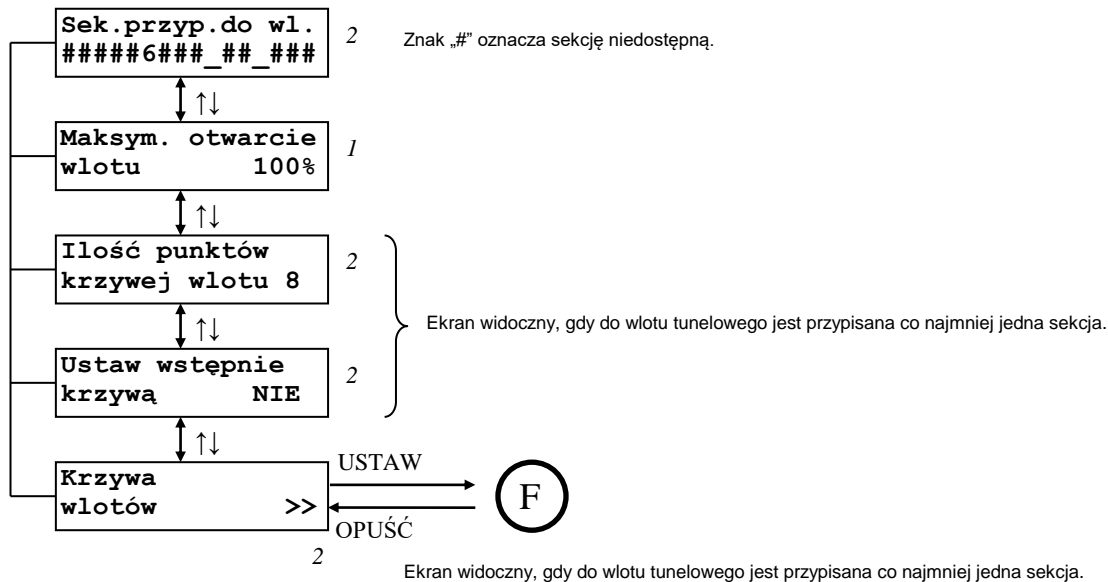 Sek.przyp.do wl.
#####6###_##_###
2
Znak „#” oznacza sekcję niedostępną.
↑↓
Maksym. otwarcie
wlotu 100%
1
↑↓
Ilość punktów
krzywej wlotu 8
2
Ekran widoczny, gdy do wlotu tunelowego jest przypisana co najmniej jedna sekcja.
↑↓
Ustaw wstępnie
krzywą NIE
2
↑↓
Krzywa
wlotów >>
USTAW
OPUŚĆ
F
2
Ekran widoczny, gdy do wlotu tunelowego jest przypisana co najmniej jedna sekcja.